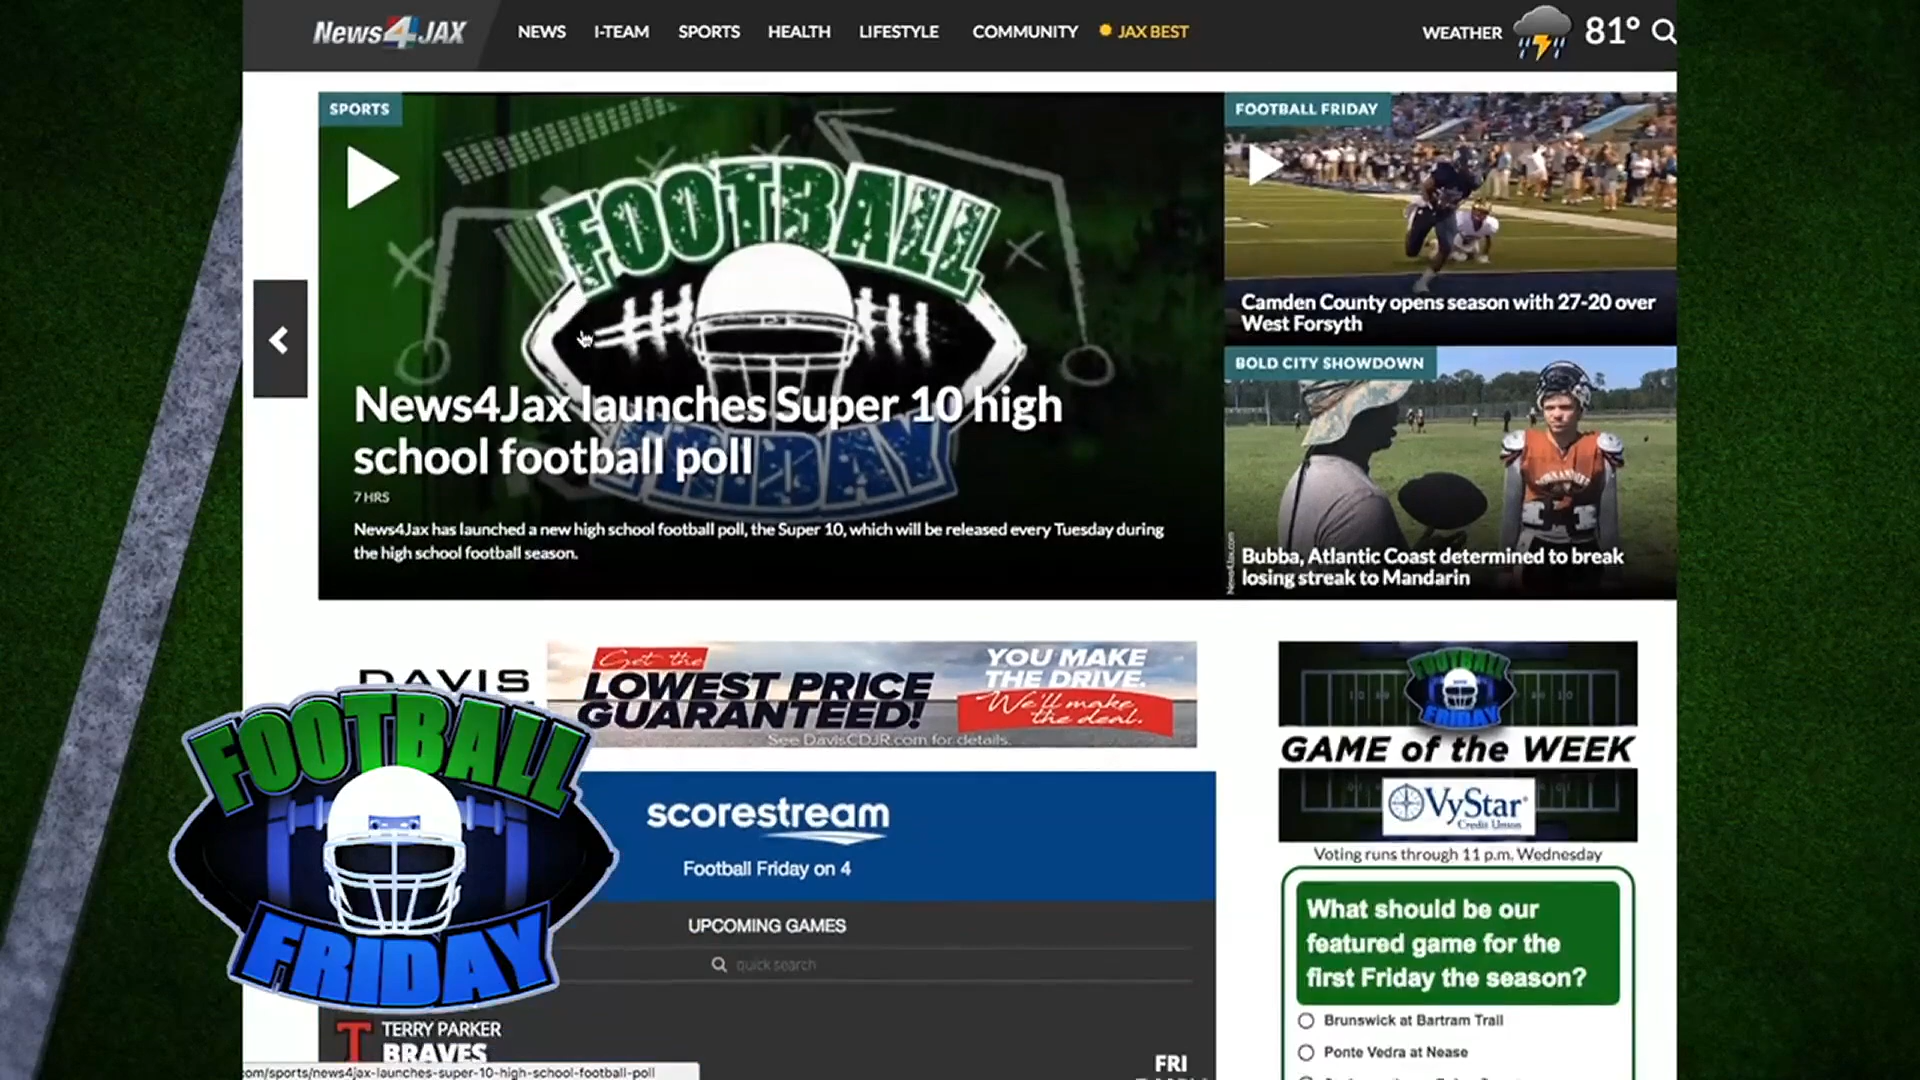 News4JAX
NEWS
I-TEAM
SPORTS
HEALTH
LIFESTYLE
COMMUNITY
JAX BEST
WEATHER
81°
SPORTS
FOOTBALL
FRIDAY
News4Jax launches Super 10 high
school football poll
7 HRS
News4Jax has launched a new high school football poll, the Super 10, which will be released every Tuesday during
the high school football season.
FOOTBALL FRIDAY
Camden County opens season with 27-20 over
West Forsyth
BOLD CITY SHOWDOWN
News4Jax.com
Bubba, Atlantic Coast determined to break
losing streak to Mandarin
DAVIS
Get the
LOWEST PRICE
GUARANTEED!
YOU MAKE
THE DRIVE.
We'll make
the deal.
See DavisCDJR.com for details.
FOOTBALL
FRIDAY
scorestream
Football Friday on 4
UPCOMING GAMES
quick search
TERRY PARKER
BRAVES
FRI
com/sports/news4jax-launches-super-10-high-school-football-poll
FOOTBALL
FRIDAY
GAME of the WEEK
VyStar
Credit Union
Voting runs through 11 p.m. Wednesday
What should be our
featured game for the
first Friday the season?
Brunswick at Bartram Trail
Ponte Vedra at Nease